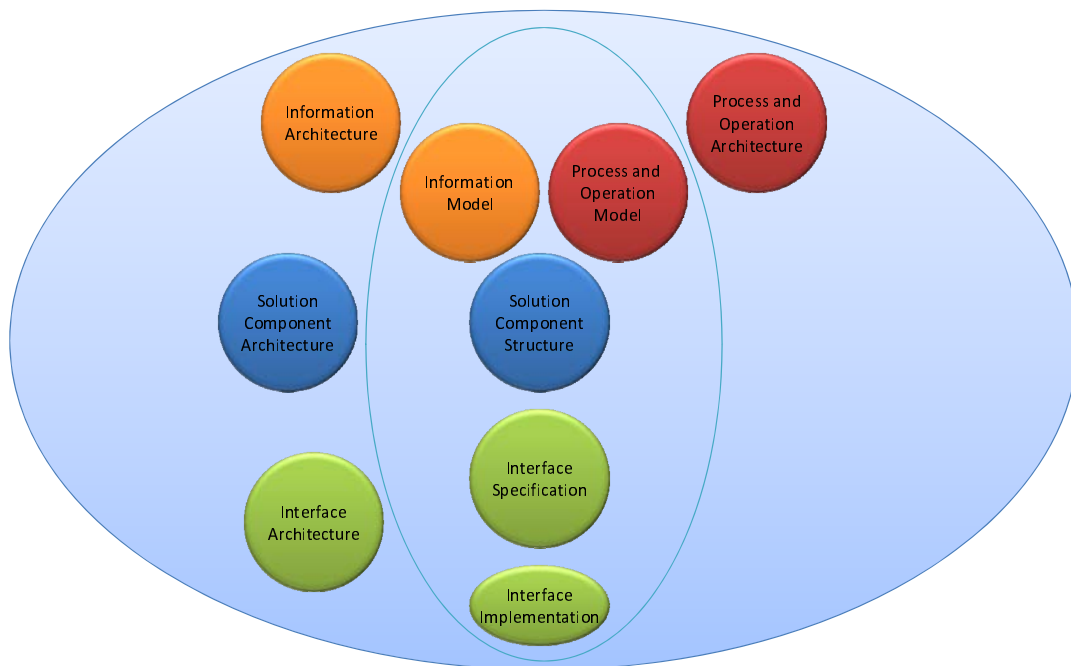 Information
Architecture
Process and
Operation
Architecture
Information
Model
Process and
Operation
Model
Solution
Component
Architecture
Solution
Component
Structure
Interface
Specification
Interface
Architecture
Interface
Implementation